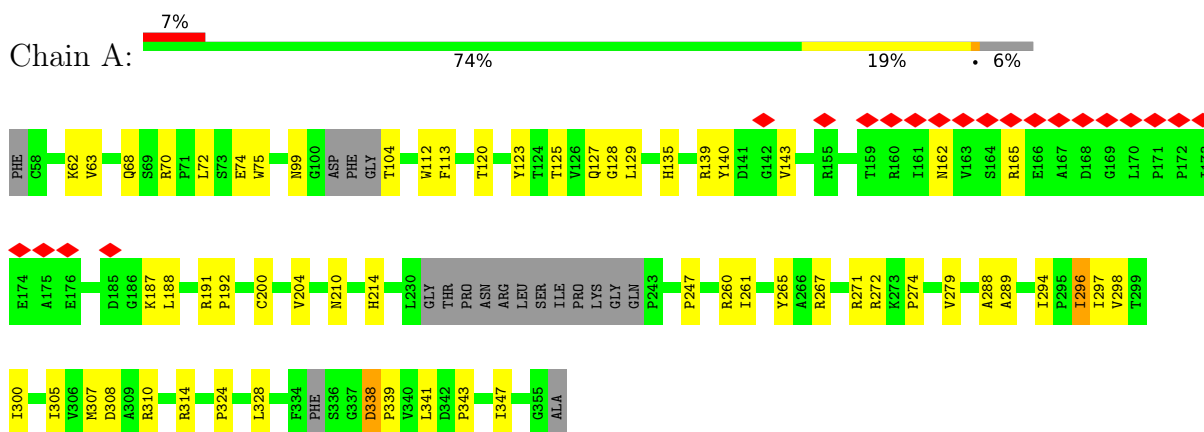 7%
Chain A:
74% 19% • 6%
PHE C58 K62 V63 Q68 S69 R70 P71 L72 S73 E74 W75 N99 G100 ASP PHE GLY T104 W112 F113 T120 Y123 T124 T125 V126 Q127 G128 L129 H135 R139 Y140 D141 G142 V143 R155 T159 R160 I161 N162 V163 S164 R165 E166 A167 D168 G169 L170 P171 P172
E174 A175 E176 D185 G186 K187 L188 R191 P192 C200 V204 N210 H214 L230 GLY THR PRO ASN ARG LEU SER ILE PRO LYS GLY GLN P243 P247 R260 I261 Y265 A266 R267 R271 R272 K273 P274 V279 A288 A289 I294 P295 I296 I297 V298 T299
I300 I305 V306 M307 D308 A309 R310 R314 P324 L328 F334 PHE S336 G337 D338 P339 V340 L341 D342 P343 I347 G355 ALA